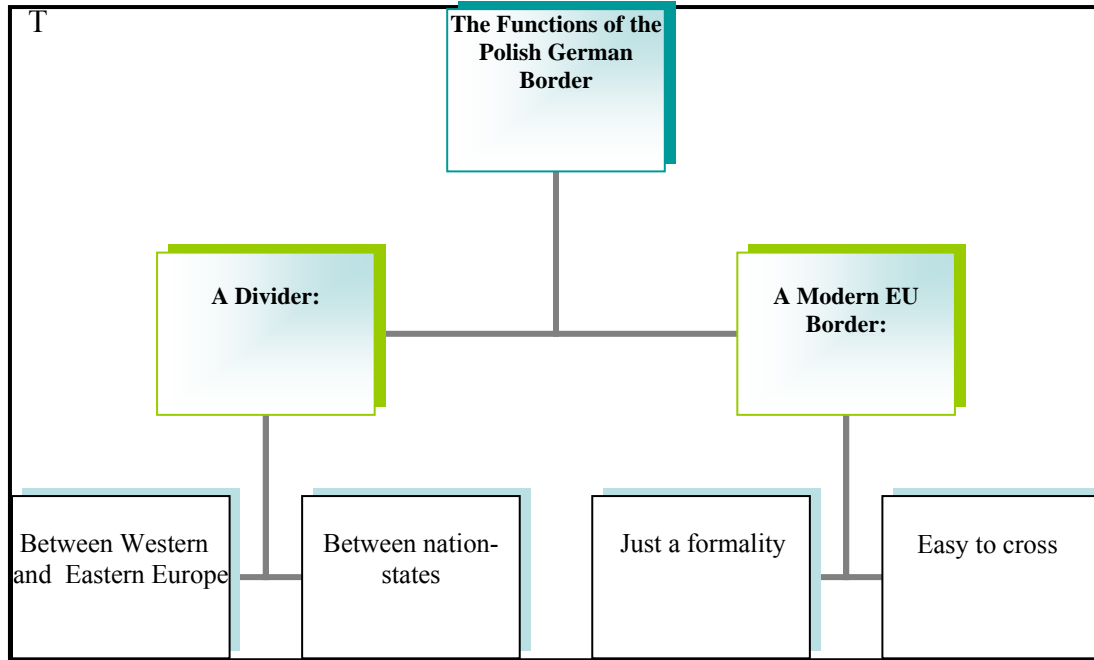 T
The Functions of the
Polish German
Border
A Divider:
A Modern EU
Border:
Between Western
and Eastern Europe
Between nation-
states
Just a formality
Easy to cross